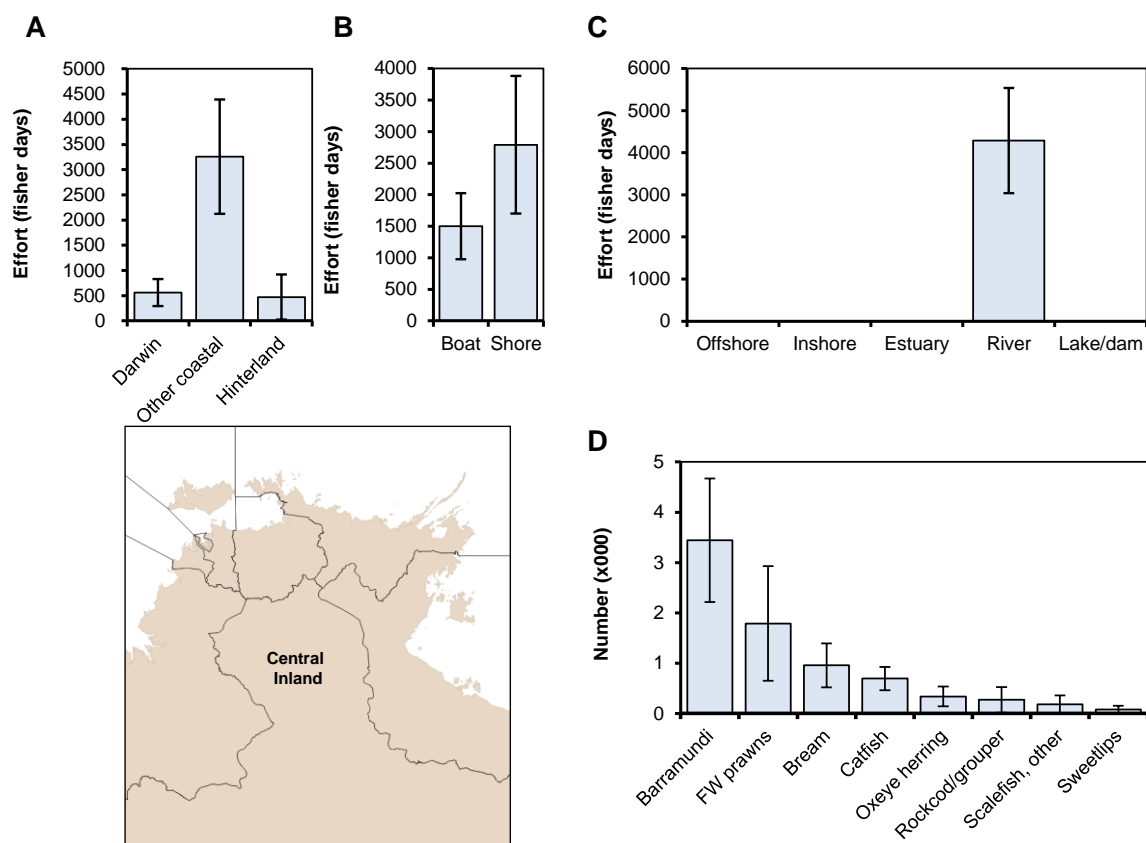 A
Effort (fisher days)
5000
4500
4000
3500
3000
2500
2000
1500
1000
500
0
Darwin
Other coastal
Hinterland
B
Effort (fisher days)
4000
3500
3000
2500
2000
1500
1000
500
0
Boat Shore
C
Effort (fisher days)
6000
5000
4000
3000
2000
1000
0
Offshore Inshore Estuary River Lake/dam
Central
Inland
D
Number (x000)
5
4
3
2
1
0
Barramundi
FW prawns
Bream
Catfish
Oxeye herring
Rockcod/grouper
Scalefish, other
Sweetlips